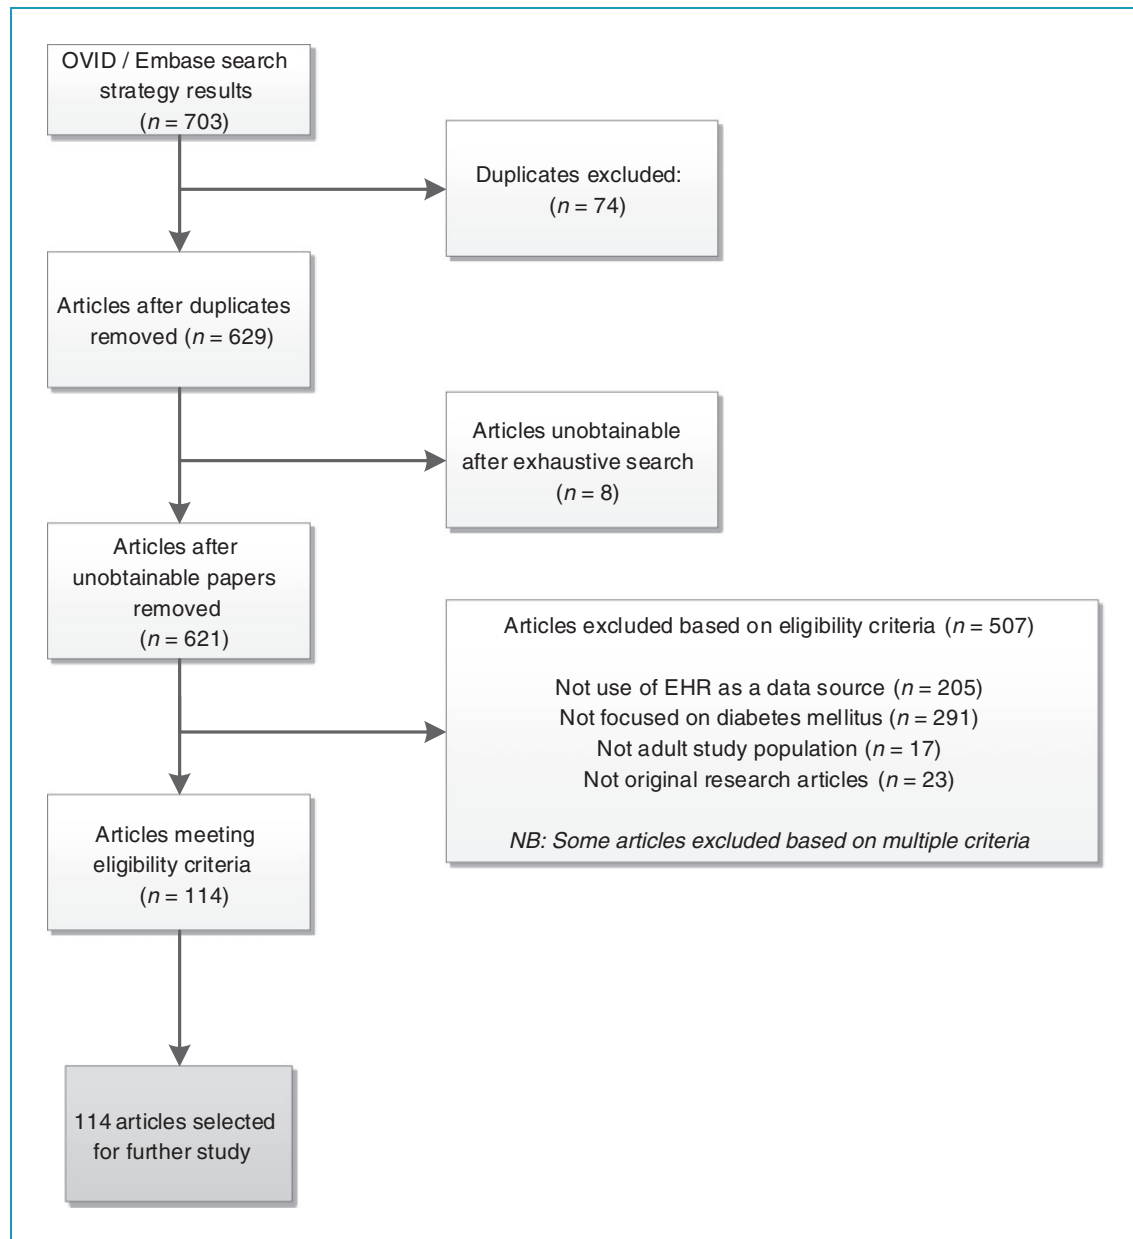 OVID / Embase search
strategy results
(n = 703)
Duplicates excluded:
(n = 74)
Articles after duplicates
removed (n = 629)
Articles unobtainable
after exhaustive search
(n = 8)
Articles after
unobtainable papers
removed
(n = 621)
Articles excluded based on eligibility criteria (n = 507)
Not use of EHR as a data source (n = 205)
Not focused on diabetes mellitus (n = 291)
Not adult study population (n = 17)
Not original research articles (n = 23)
NB: Some articles excluded based on multiple criteria
Articles meeting
eligibility criteria
(n = 114)
114 articles selected
for further study